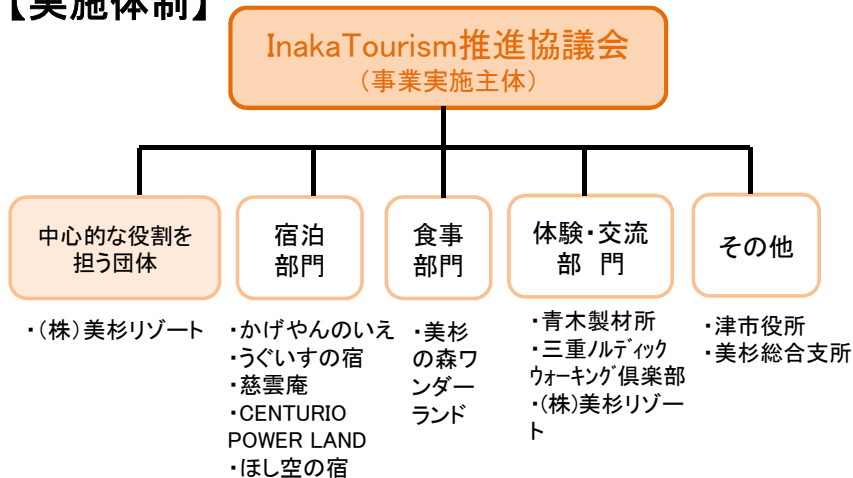 【実施体制】
InakaTourism推進協議会
(事業実施主体)
中心的な役割を
担う団体
宿泊
部門
食事
部門
体験・交流
部 門
その他
・(株)美杉リゾート
・かげやんのいえ
・うぐいすの宿
・慈雲庵
・CENTURIO
POWER LAND
・ほし空の宿
・美杉
の森ワ
ンダー
ランド
・青木製材所
・三重ノルディック
ウォーキング倶楽部
・(株)美杉リゾー
ト
・津市役所
・美杉総合支所